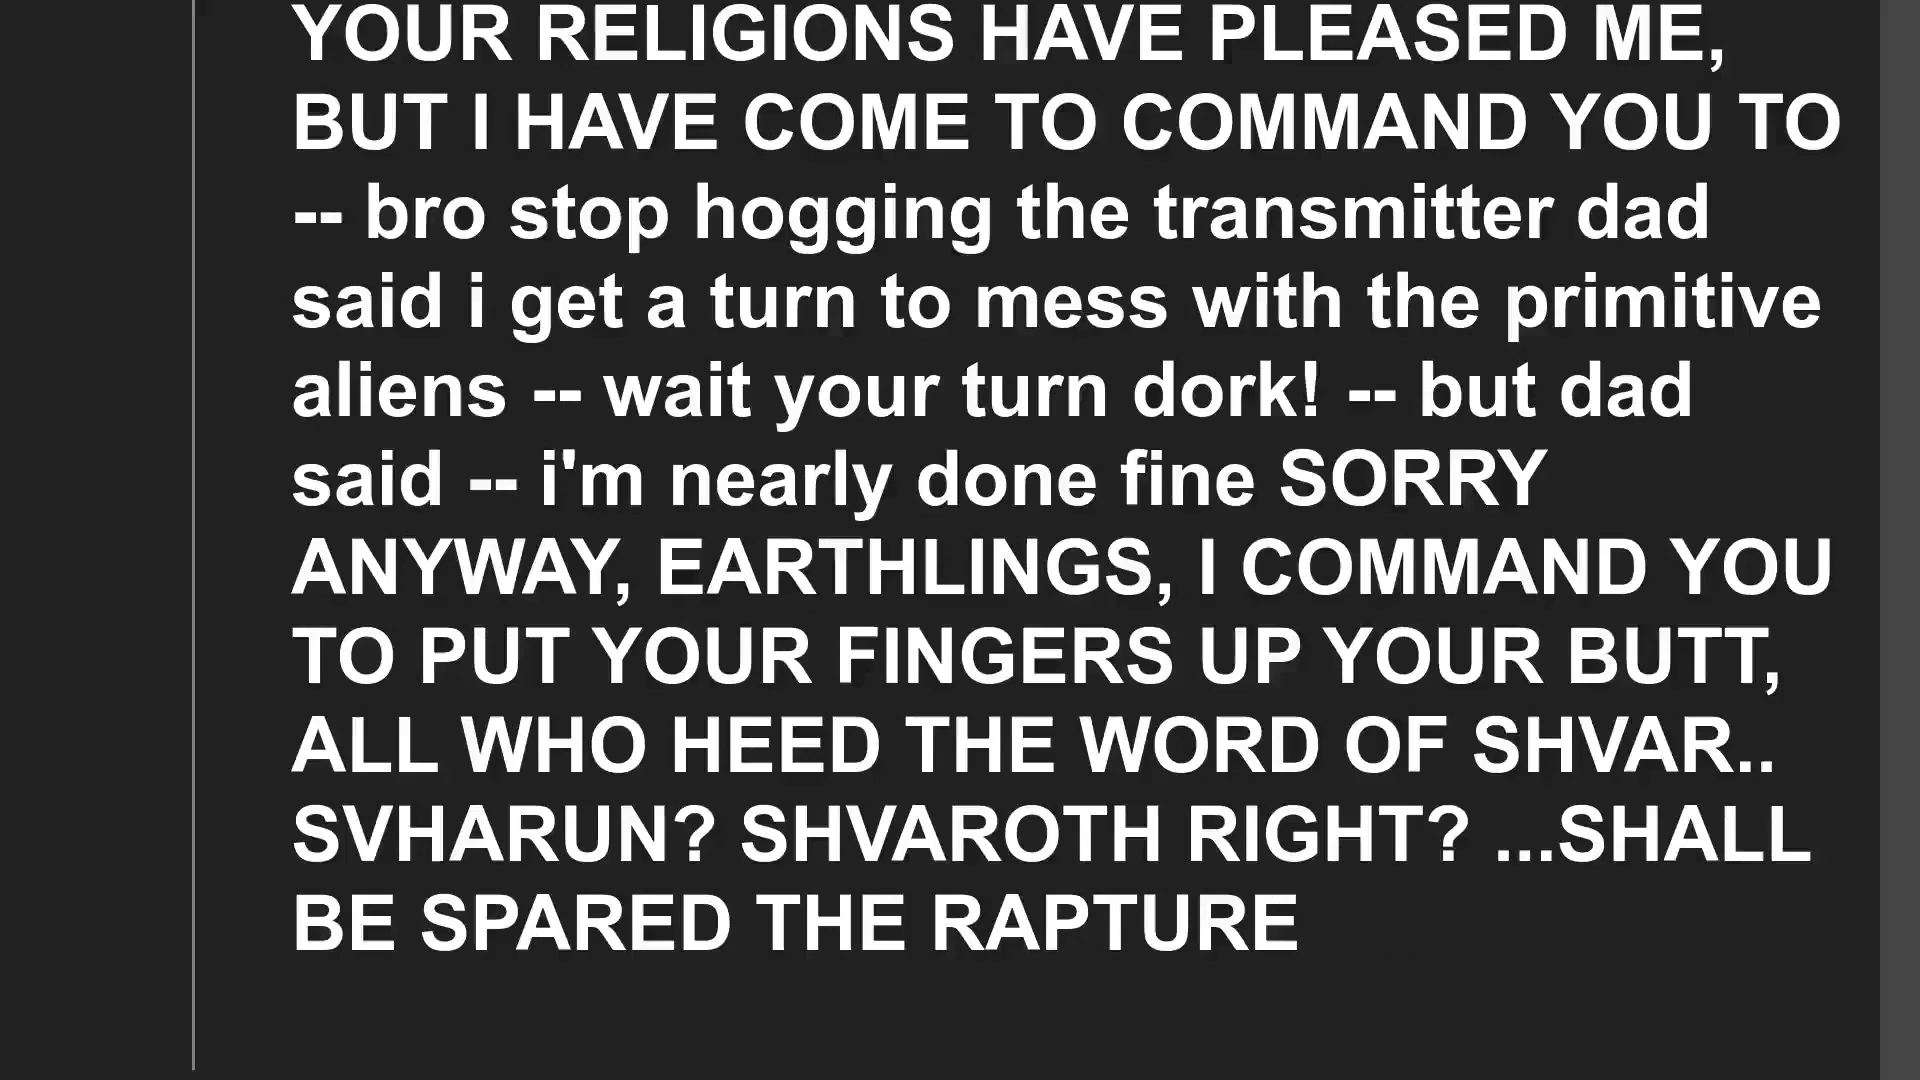 YOUR RELIGIONS HAVE PLEASED ME,
BUT I HAVE COME TO COMMAND YOU TO
-- bro stop hogging the transmitter dad
said i get a turn to mess with the primitive
aliens -- wait your turn dork! -- but dad
said -- i'm nearly done fine SORRY
ANYWAY, EARTHLINGS, I COMMAND YOU
TO PUT YOUR FINGERS UP YOUR BUTT,
ALL WHO HEED THE WORD OF SHVAR..
SVHARUN? SHVAROTH RIGHT? ...SHALL
BE SPARED THE RAPTURE